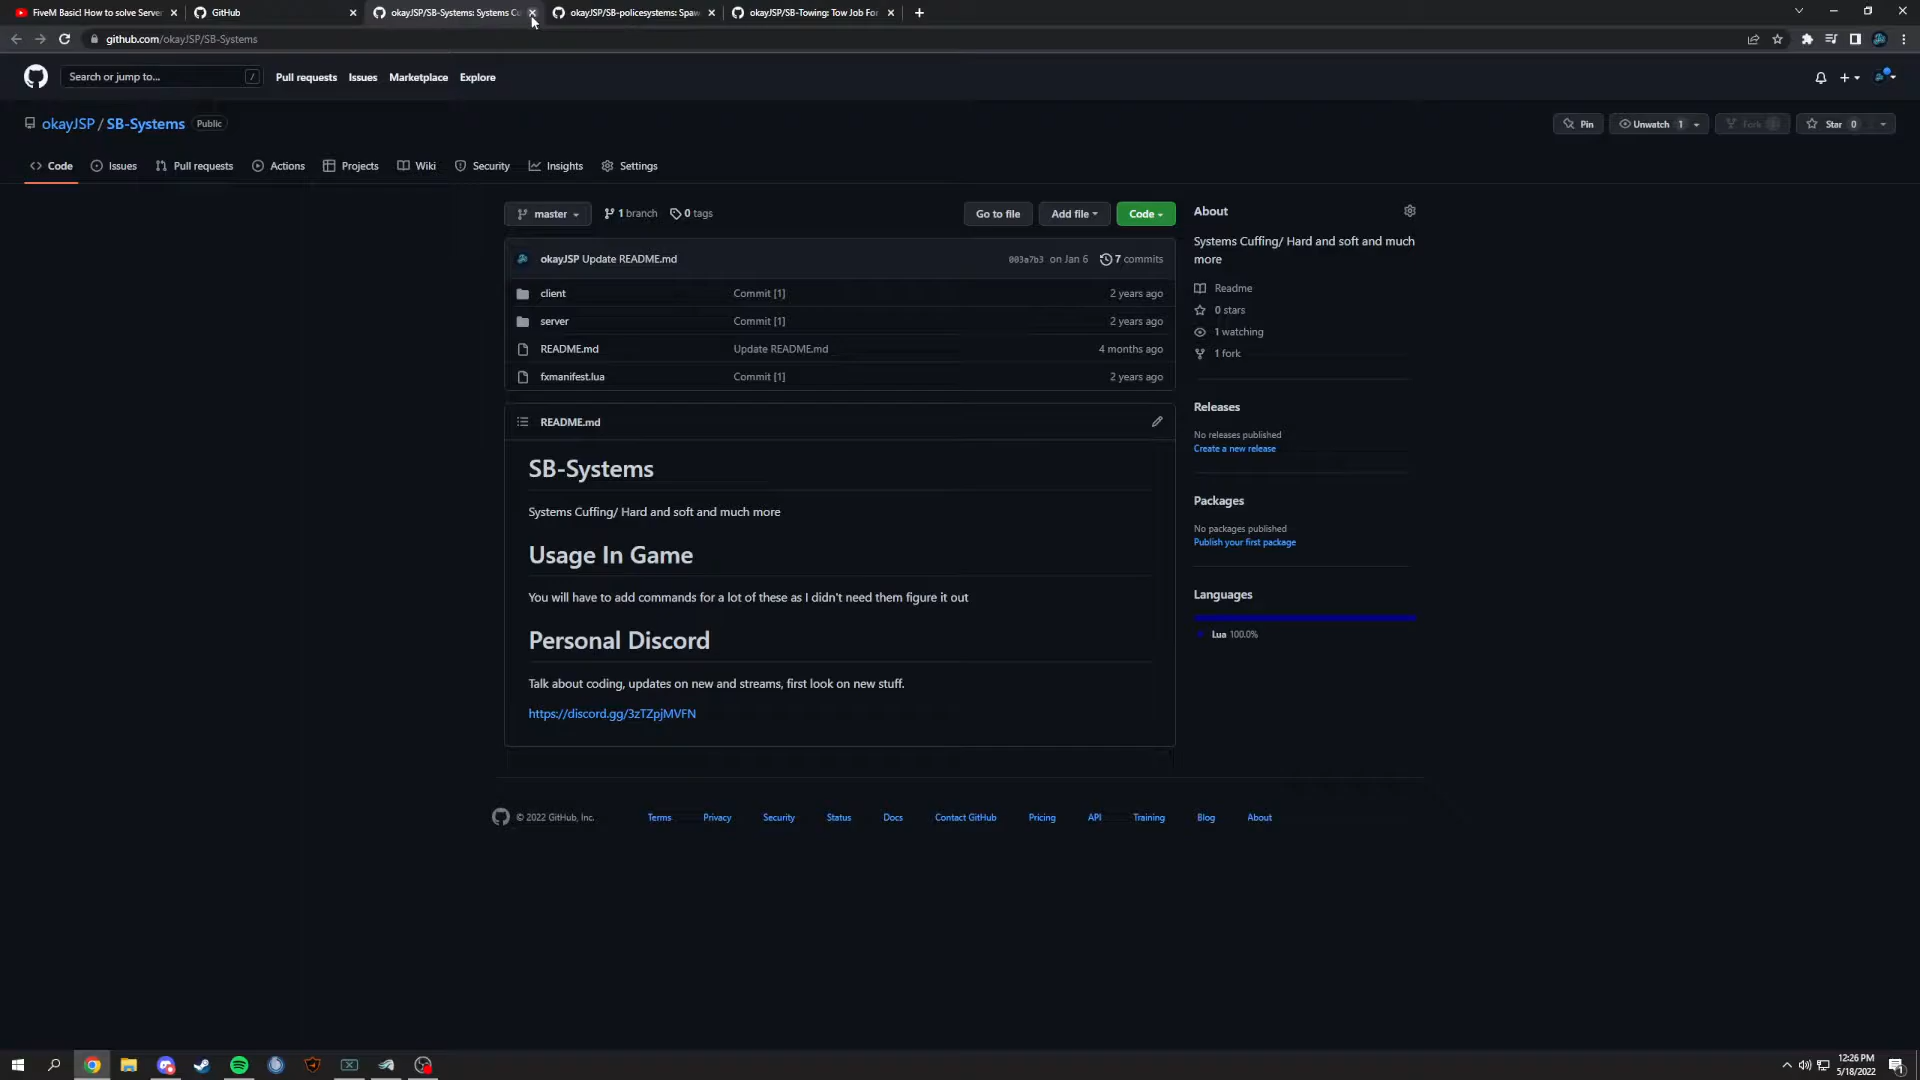 FiveM Basic! How to solve Server
GitHub
okayJSP/SB-Systems: Systems Cu
okayJSP/SB-policesystems: Spaw
okayJSP/SB-Towing: Tow Job For
github.com/okayJSP/SB-Systems
Search or jump to...
/
Pull requests
Issues
Marketplace
Explore
okayJSP / SB-Systems
Public
Pin
Unwatch 1
Fork
Star 0
Code
Issues
Pull requests
Actions
Projects
Wiki
Security
Insights
Settings
master
1 branch
0 tags
Go to file
Add file
Code
okayJSP Update README.md
003a7b3 on Jan 6
7 commits
client
Commit [1]
2 years ago
server
Commit [1]
2 years ago
README.md
Update README.md
4 months ago
fxmanifest.lua
Commit [1]
2 years ago
README.md
SB-Systems
Systems Cuffing/ Hard and soft and much more
Usage In Game
You will have to add commands for a lot of these as I didn't need them figure it out
Personal Discord
Talk about coding, updates on new and streams, first look on new stuff.
https://discord.gg/3zTZpjMVFN
About
Systems Cuffing/ Hard and soft and much
more
Readme
0 stars
1 watching
1 fork
Releases
No releases published
Create a new release
Packages
No packages published
Publish your first package
Languages
Lua 100.0%
© 2022 GitHub, Inc.
Terms
Privacy
Security
Status
Docs
Contact GitHub
Pricing
API
Training
Blog
About
12:26 PM
5/18/2022
1